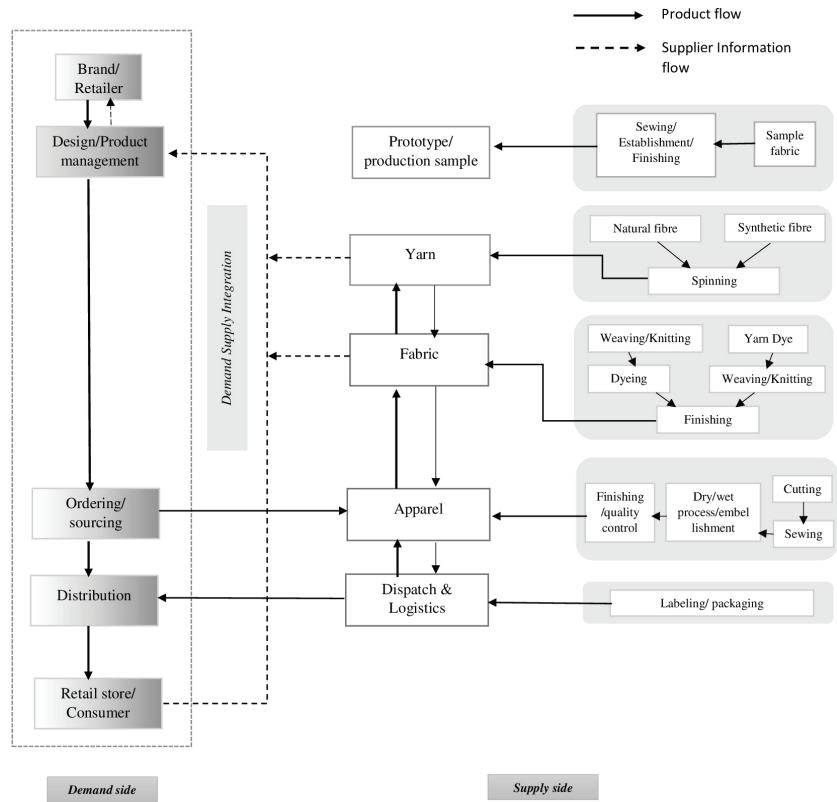 Product flow
Supplier Information
flow
Brand/
Retailer
Design/Product
management
Prototype/
production sample
Sewing/
Establishment/
Finishing
Sample
fabric
Demand Supply Integration
Yarn
Natural fibre
Synthetic fibre
Spinning
Fabric
Weaving/Knitting
Yarn Dye
Dyeing
Weaving/Knitting
Finishing
Ordering/
sourcing
Apparel
Finishing
/quality
control
Dry/wet
process/embel
lishment
Cutting
Sewing
Distribution
Dispatch &
Logistics
Labeling/ packaging
Retail store/
Consumer
Demand side
Supply side